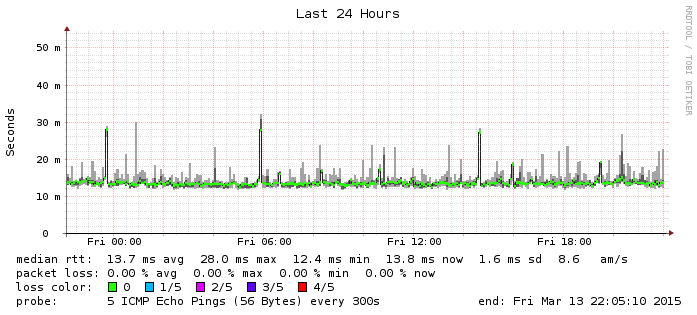 Last 24 Hours
RRDTOOL / TOBI OETIKER
Seconds
50 m
40 m
30 m
20 m
10 m
0
Fri 00:00 Fri 06:00 Fri 12:00 Fri 18:00
median rtt: 13.7 ms avg 28.0 ms max 12.4 ms min 13.8 ms now 1.6 ms sd 8.6 am/s
packet loss: 0.00 % avg 0.00 % max 0.00 % min 0.00 % now
loss color: 0 1/5 2/5 3/5 4/5
probe: 5 ICMP Echo Pings (56 Bytes) every 300s end: Fri Mar 13 22:05:10 2015